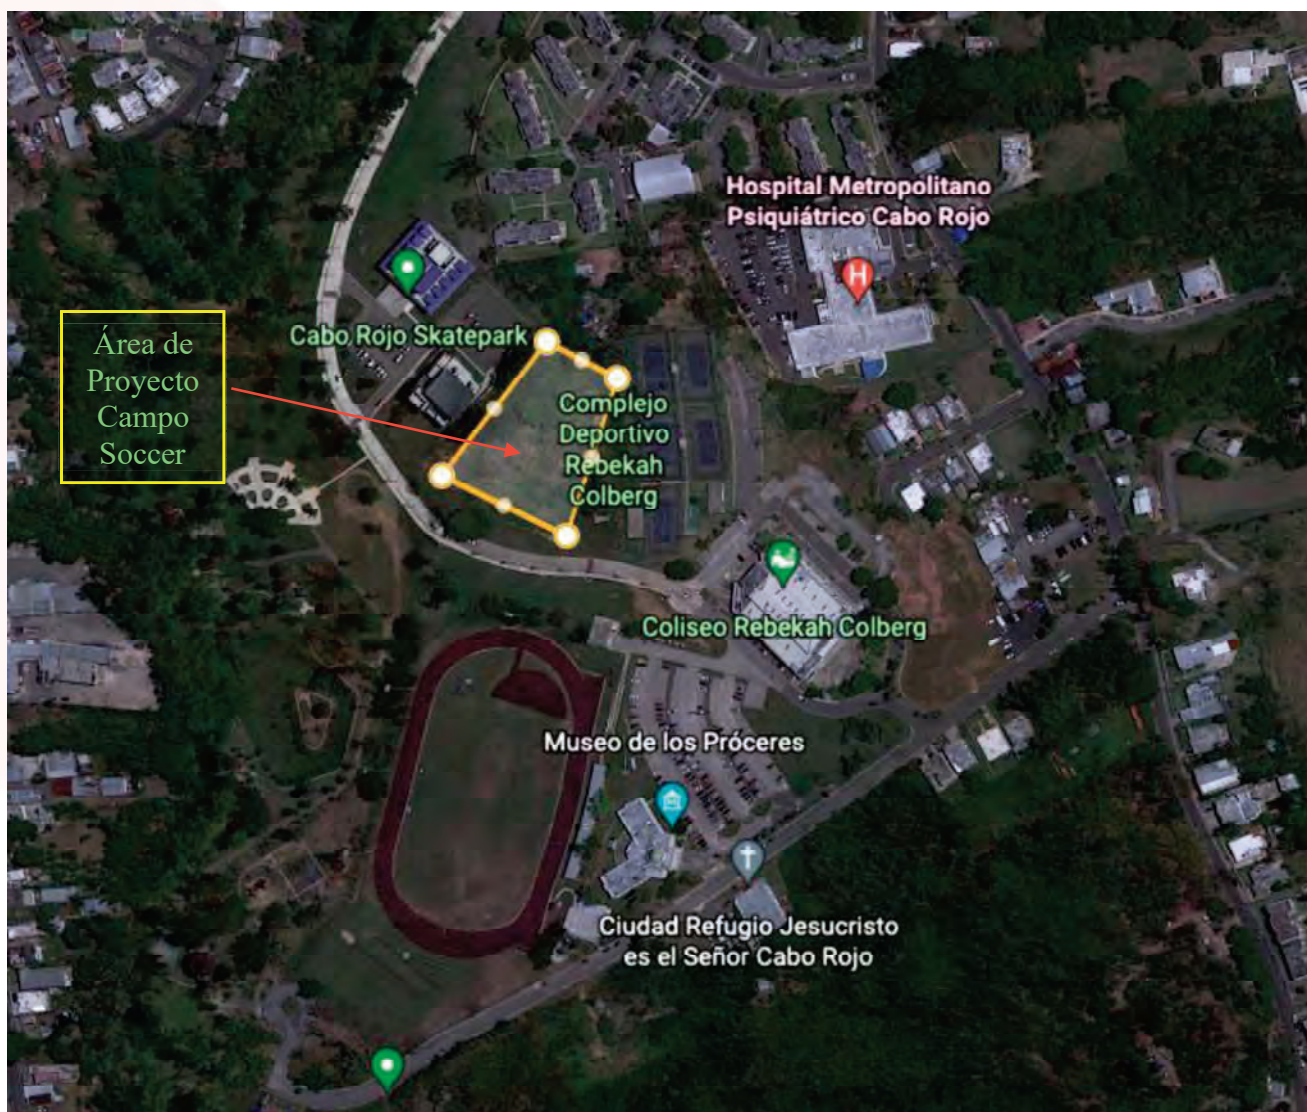 Hospital Metropolitano
Psiquiátrico Cabo Rojo
H
Área de
Proyecto
Campo
Soccer
Cabo Rojo Skatepark
Complejo
Deportivo
Rebekah
Colberg
Coliseo Rebekah Colberg
Museo de los Próceres
Ciudad Refugio Jesucristo
es el Señor Cabo Rojo